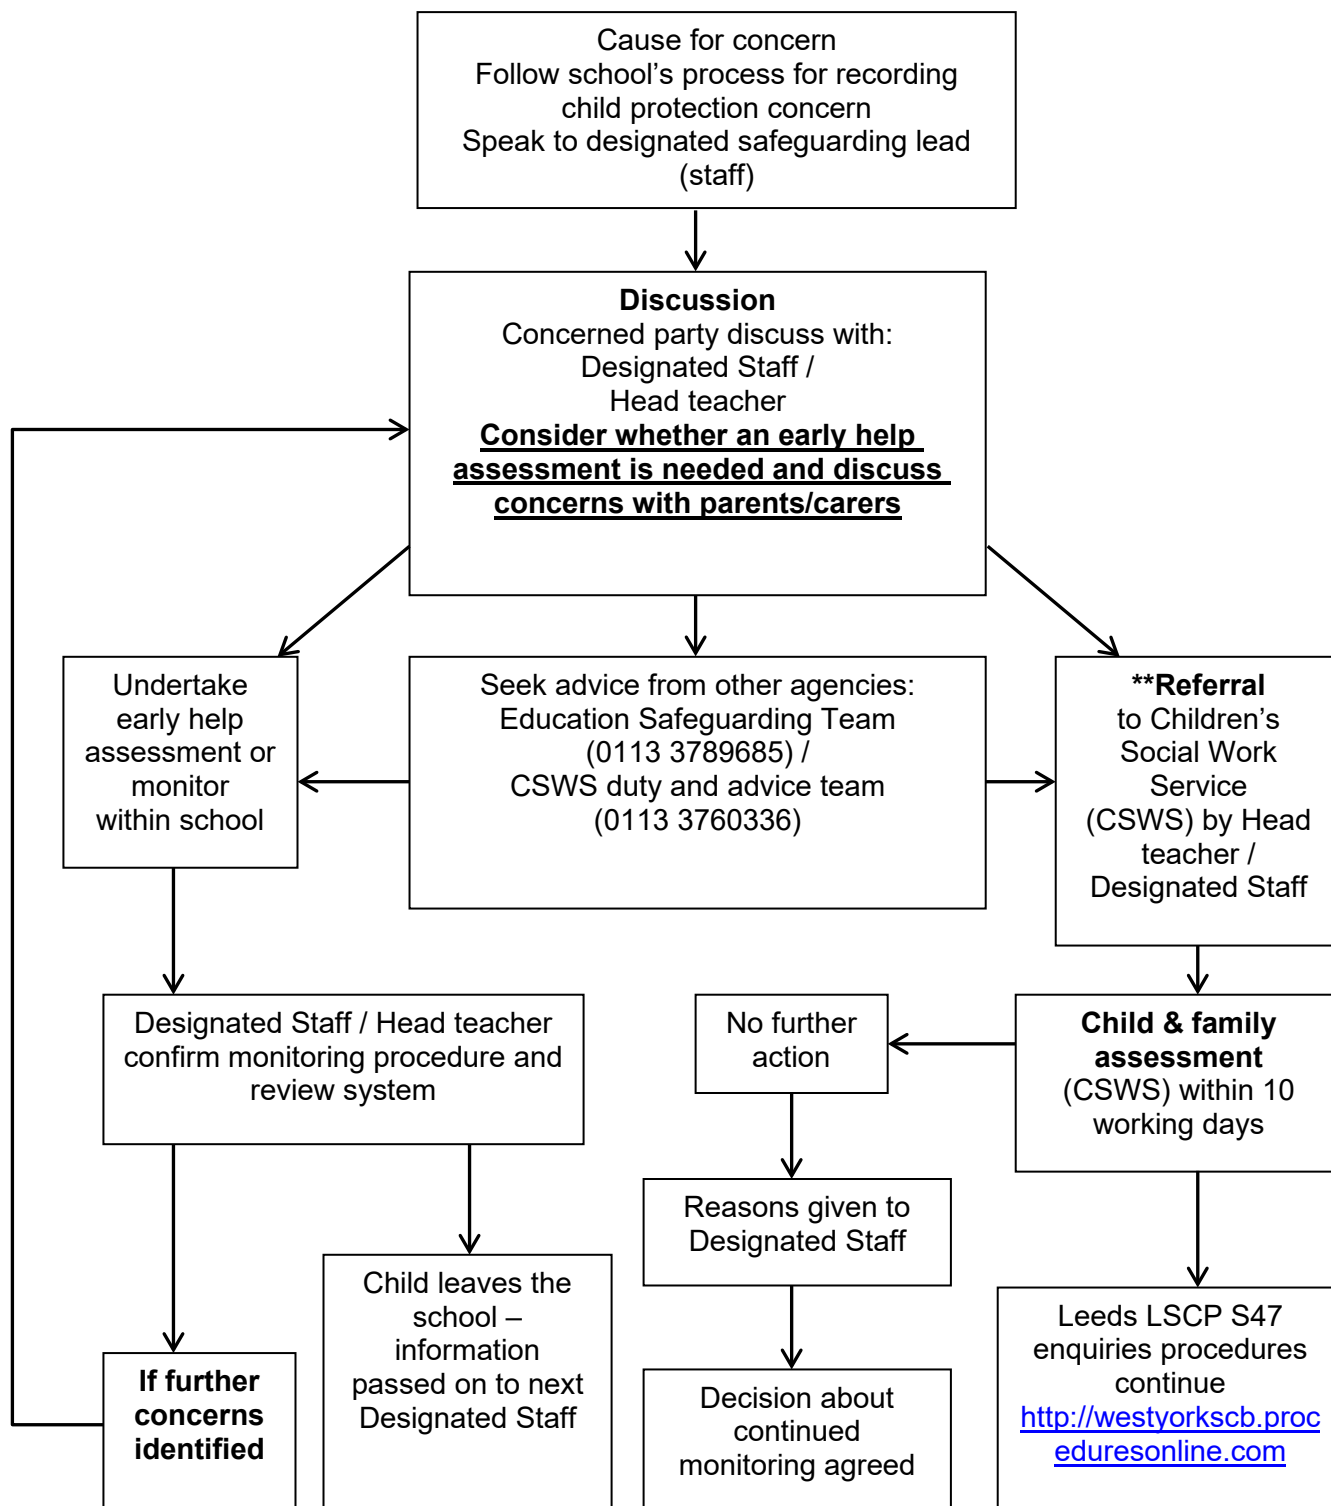 Cause for concern
Follow school’s process for recording
child protection concern
Speak to designated safeguarding lead
(staff)
Discussion
Concerned party discuss with:
Designated Staff /
Head teacher
Consider whether an early help
assessment is needed and discuss
concerns with parents/carers
Undertake
early help
assessment or
monitor
within school
Seek advice from other agencies:
Education Safeguarding Team
(0113 3789685) /
CSWS duty and advice team
(0113 3760336)
**Referral
to Children’s
Social Work
Service
(CSWS) by Head
teacher /
Designated Staff
Designated Staff / Head teacher
confirm monitoring procedure and
review system
No further
action
Child & family
assessment
(CSWS) within 10
working days
Reasons given to
Designated Staff
Child leaves the
school –
information
passed on to next
Designated Staff
Leeds LSCP S47
enquiries procedures
continue
http://westyorkscb.proc
eduresonline.com
If further
concerns
identified
Decision about
continued
monitoring agreed